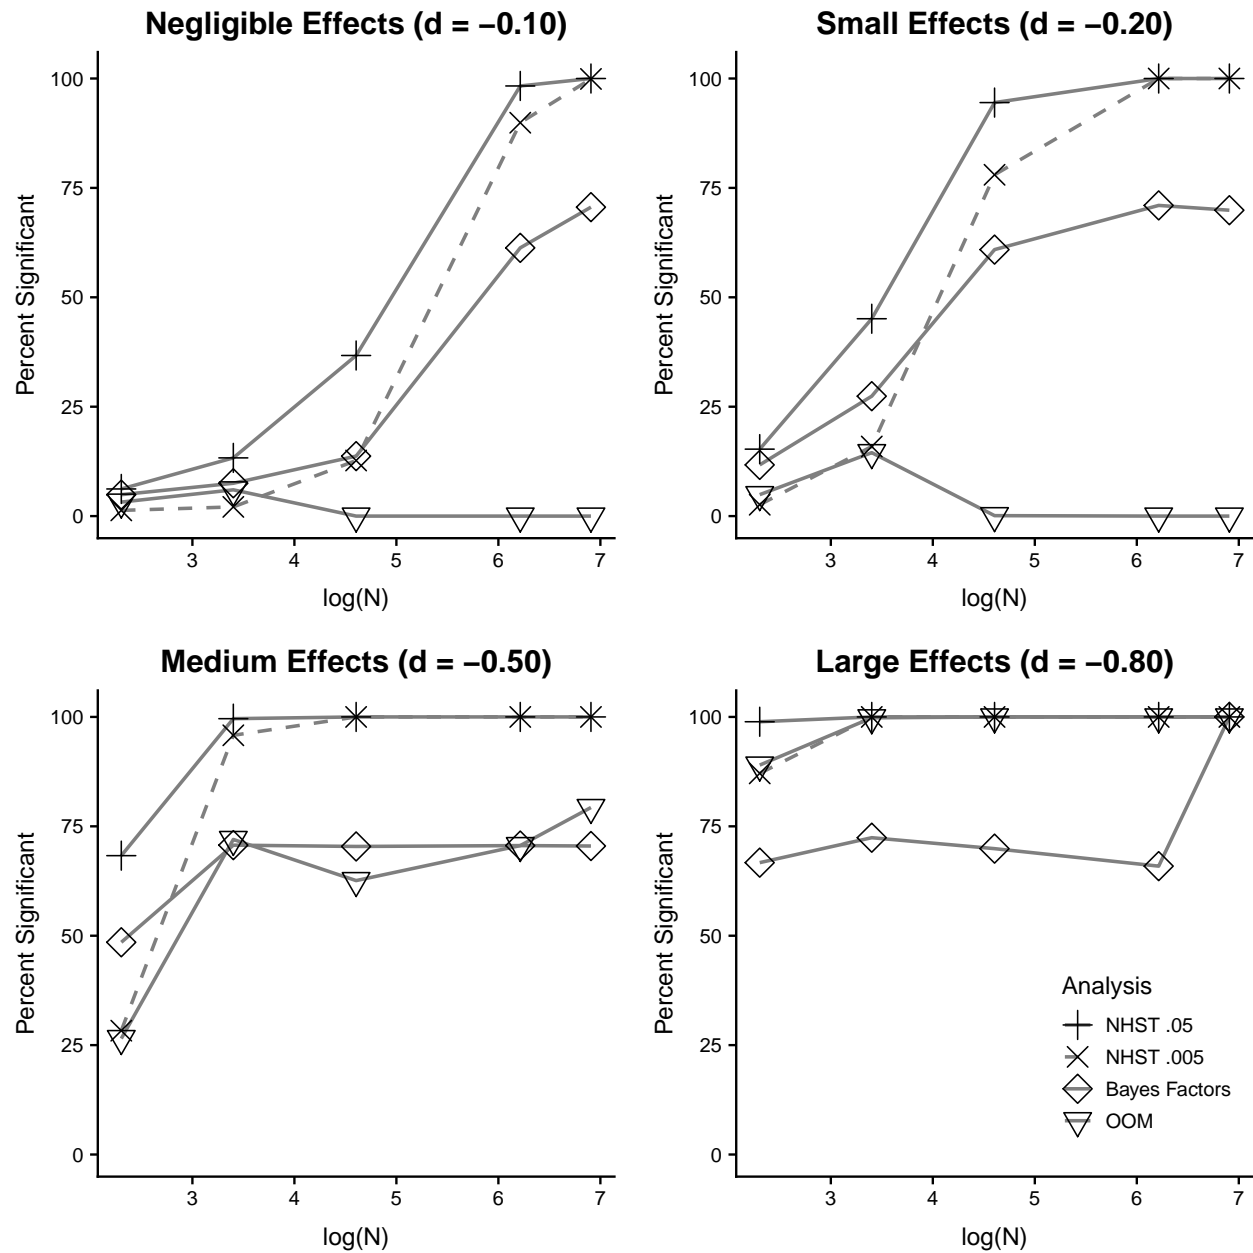 Negligible Effects (d = −0.10)
Percent Significant
100
75
50
25
0
3 4 5 6 7
log(N)
Small Effects (d = −0.20)
Percent Significant
100
75
50
25
0
3 4 5 6 7
log(N)
Medium Effects (d = −0.50)
Percent Significant
100
75
50
25
0
3 4 5 6 7
log(N)
Large Effects (d = −0.80)
Percent Significant
100
75
50
25
0
3 4 5 6 7
log(N)
Analysis
NHST .05
NHST .005
Bayes Factors
OOM